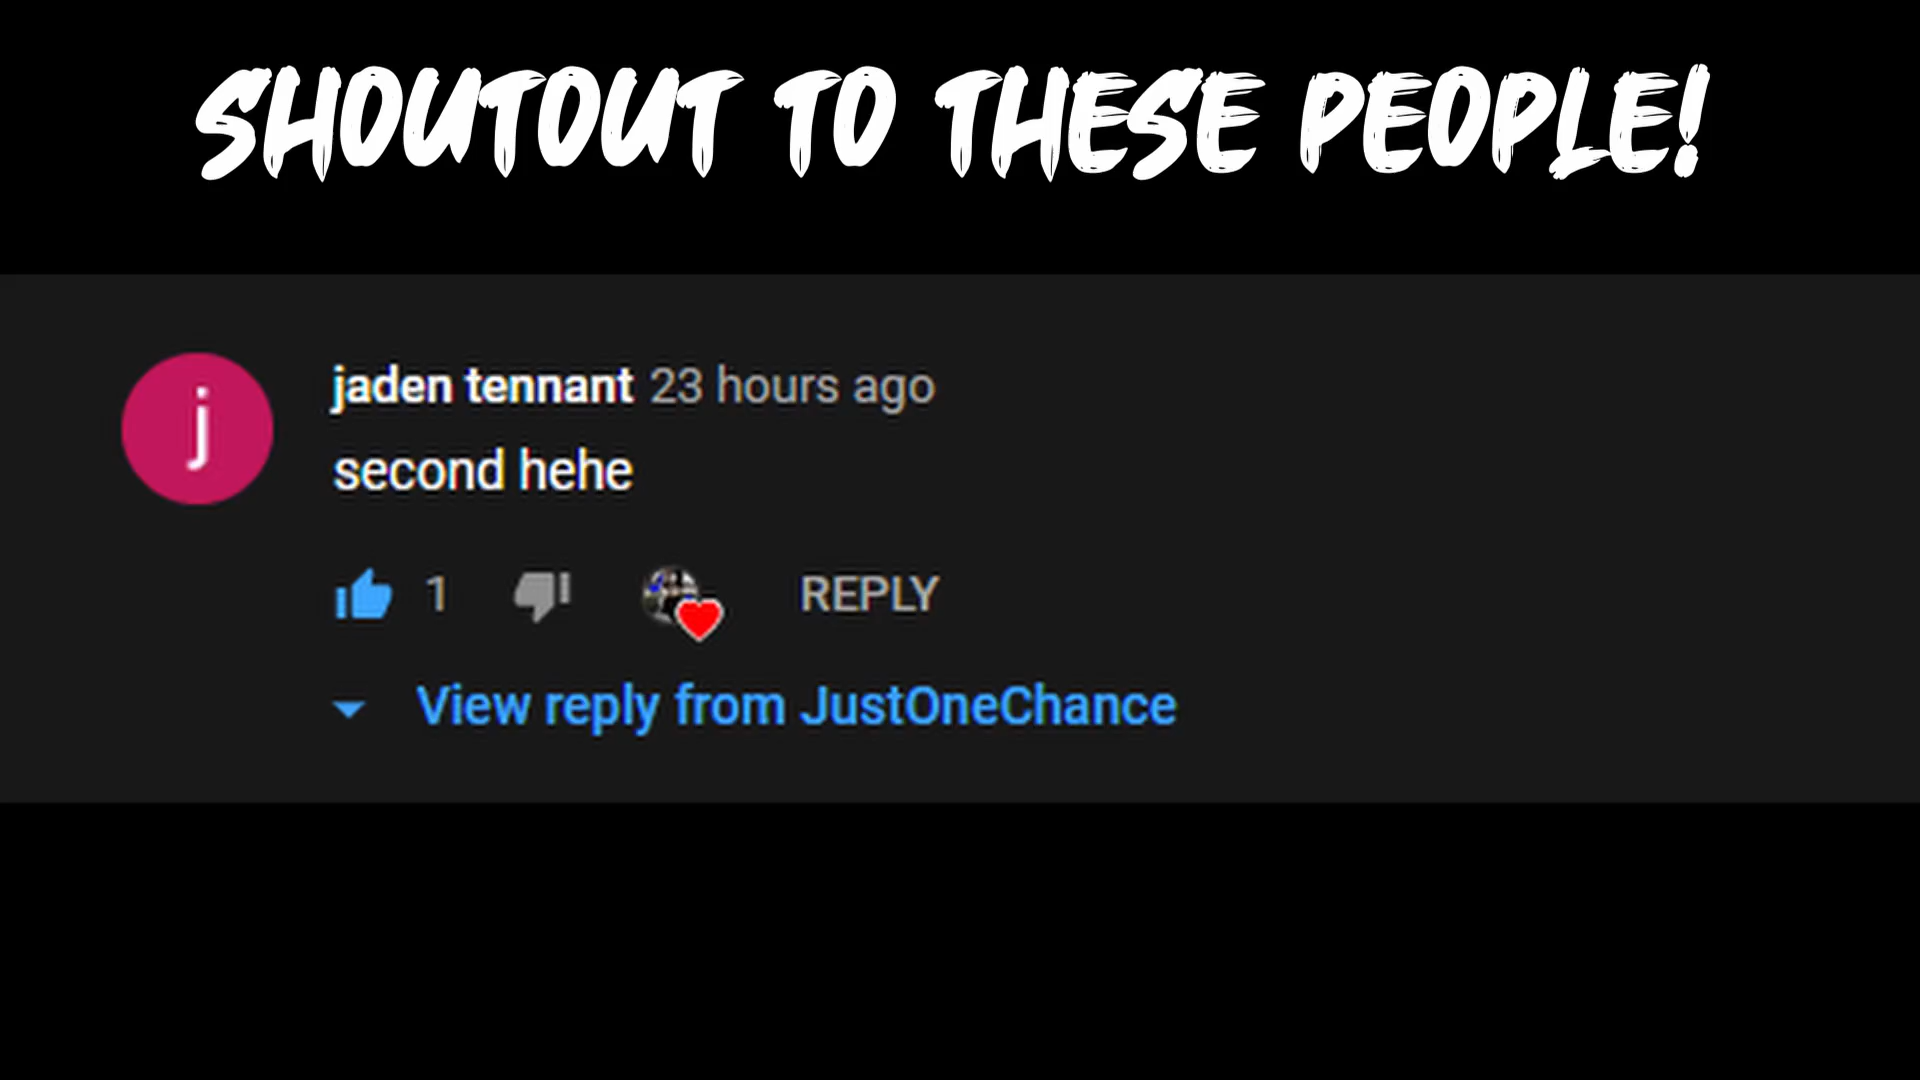 SHOUTOUT TO THESE PEOPLE!
j
jaden tennant 23 hours ago
second hehe
1 REPLY
View reply from JustOneChance